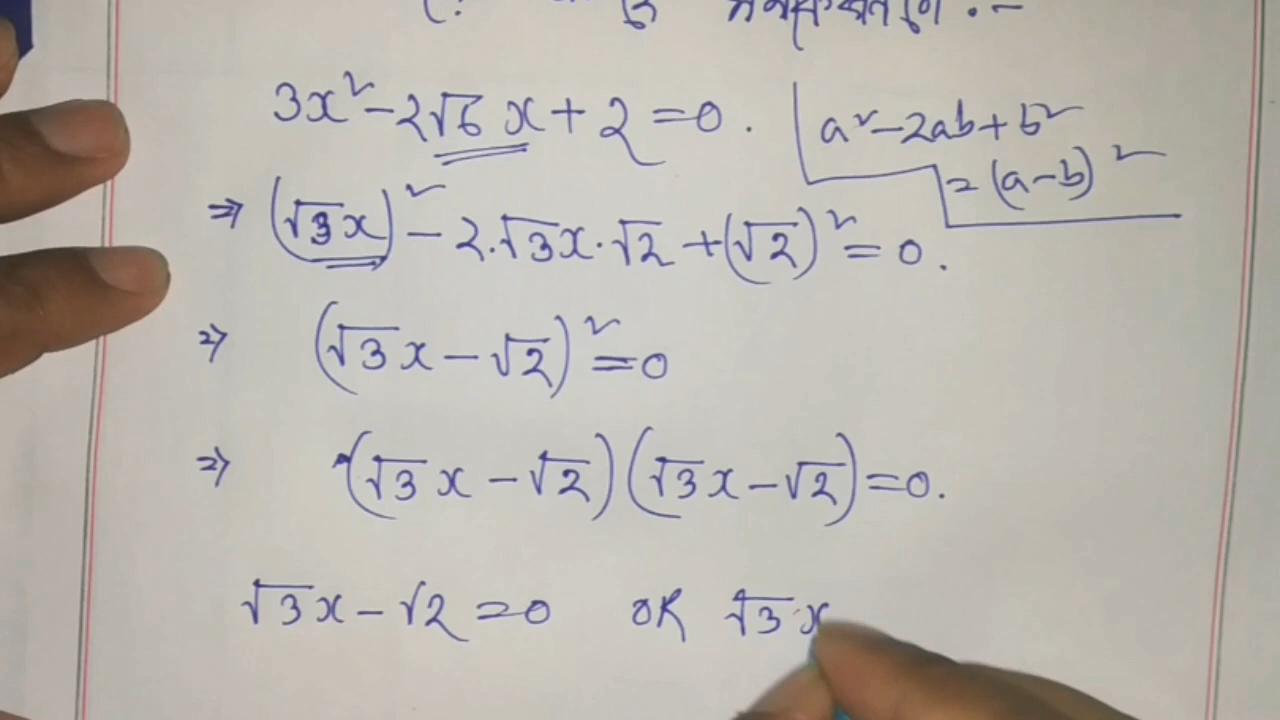 3x² - 2√6 x + 2 = 0 .
a² - 2ab + b²
= (a - b)²
⇒ (√3x)² - 2.√3x·√2 + (√2)² = 0 .
⇒ (√3x - √2)² = 0
⇒ (√3x - √2)(√3x - √2) = 0.
√3x - √2 = 0 OR √3x